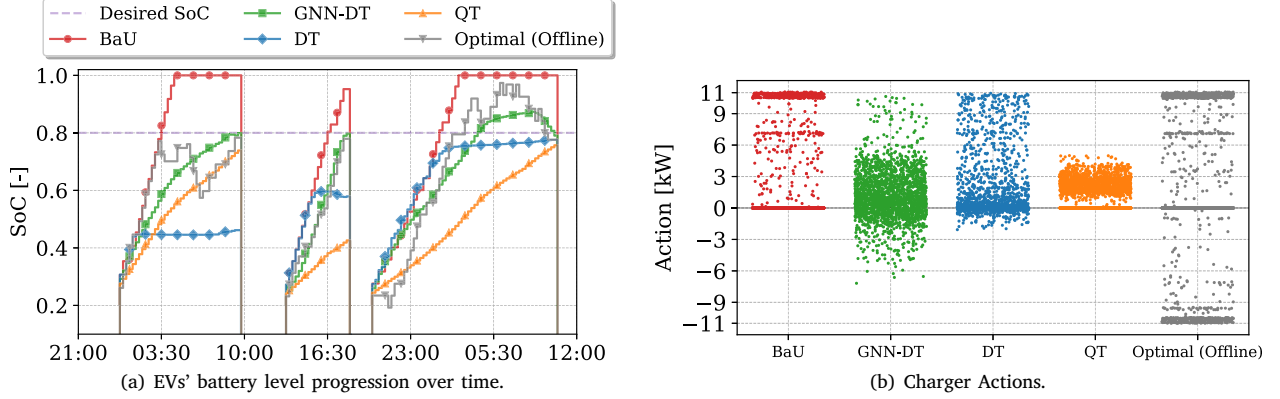 Desired SoC
BaU
GNN-DT
DT
QT
Optimal (Offline)
SoC [-]
1.0
0.8
0.6
0.4
0.2
21:00 03:30 10:00 16:30 23:00 05:30 12:00
(a) EVs' battery level progression over time.
Action [kW]
11
9
6
3
0
−3
−6
−9
−11
BaU GNN-DT DT QT Optimal (Offline)
(b) Charger Actions.